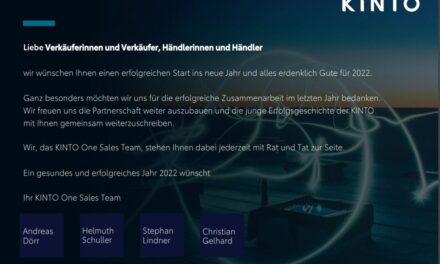 KINTO
Liebe Verkäuferinnen und Verkäufer, Händlerinnen und Händler
wir wünschen Ihnen einen erfolgreichen Start ins neue Jahr und alles erdenklich Gute für 2022.
Ganz besonders möchten wir uns für die erfolgreiche Zusammenarbeit im letzten Jahr bedanken.
Wir freuen uns die Partnerschaft weiter auszubauen und die junge Erfolgsgeschichte der KINTO
mit Ihnen gemeinsam weiterzuschreiben.
Wir, das KINTO One Sales Team, stehen Ihnen dabei jederzeit mit Rat und Tat zur Seite.
Ein gesundes und erfolgreiches Jahr 2022 wünscht
Ihr KINTO One Sales Team
Andreas
Dörr
Helmuth
Schuller
Stephan
Lindner
Christian
Gelhard